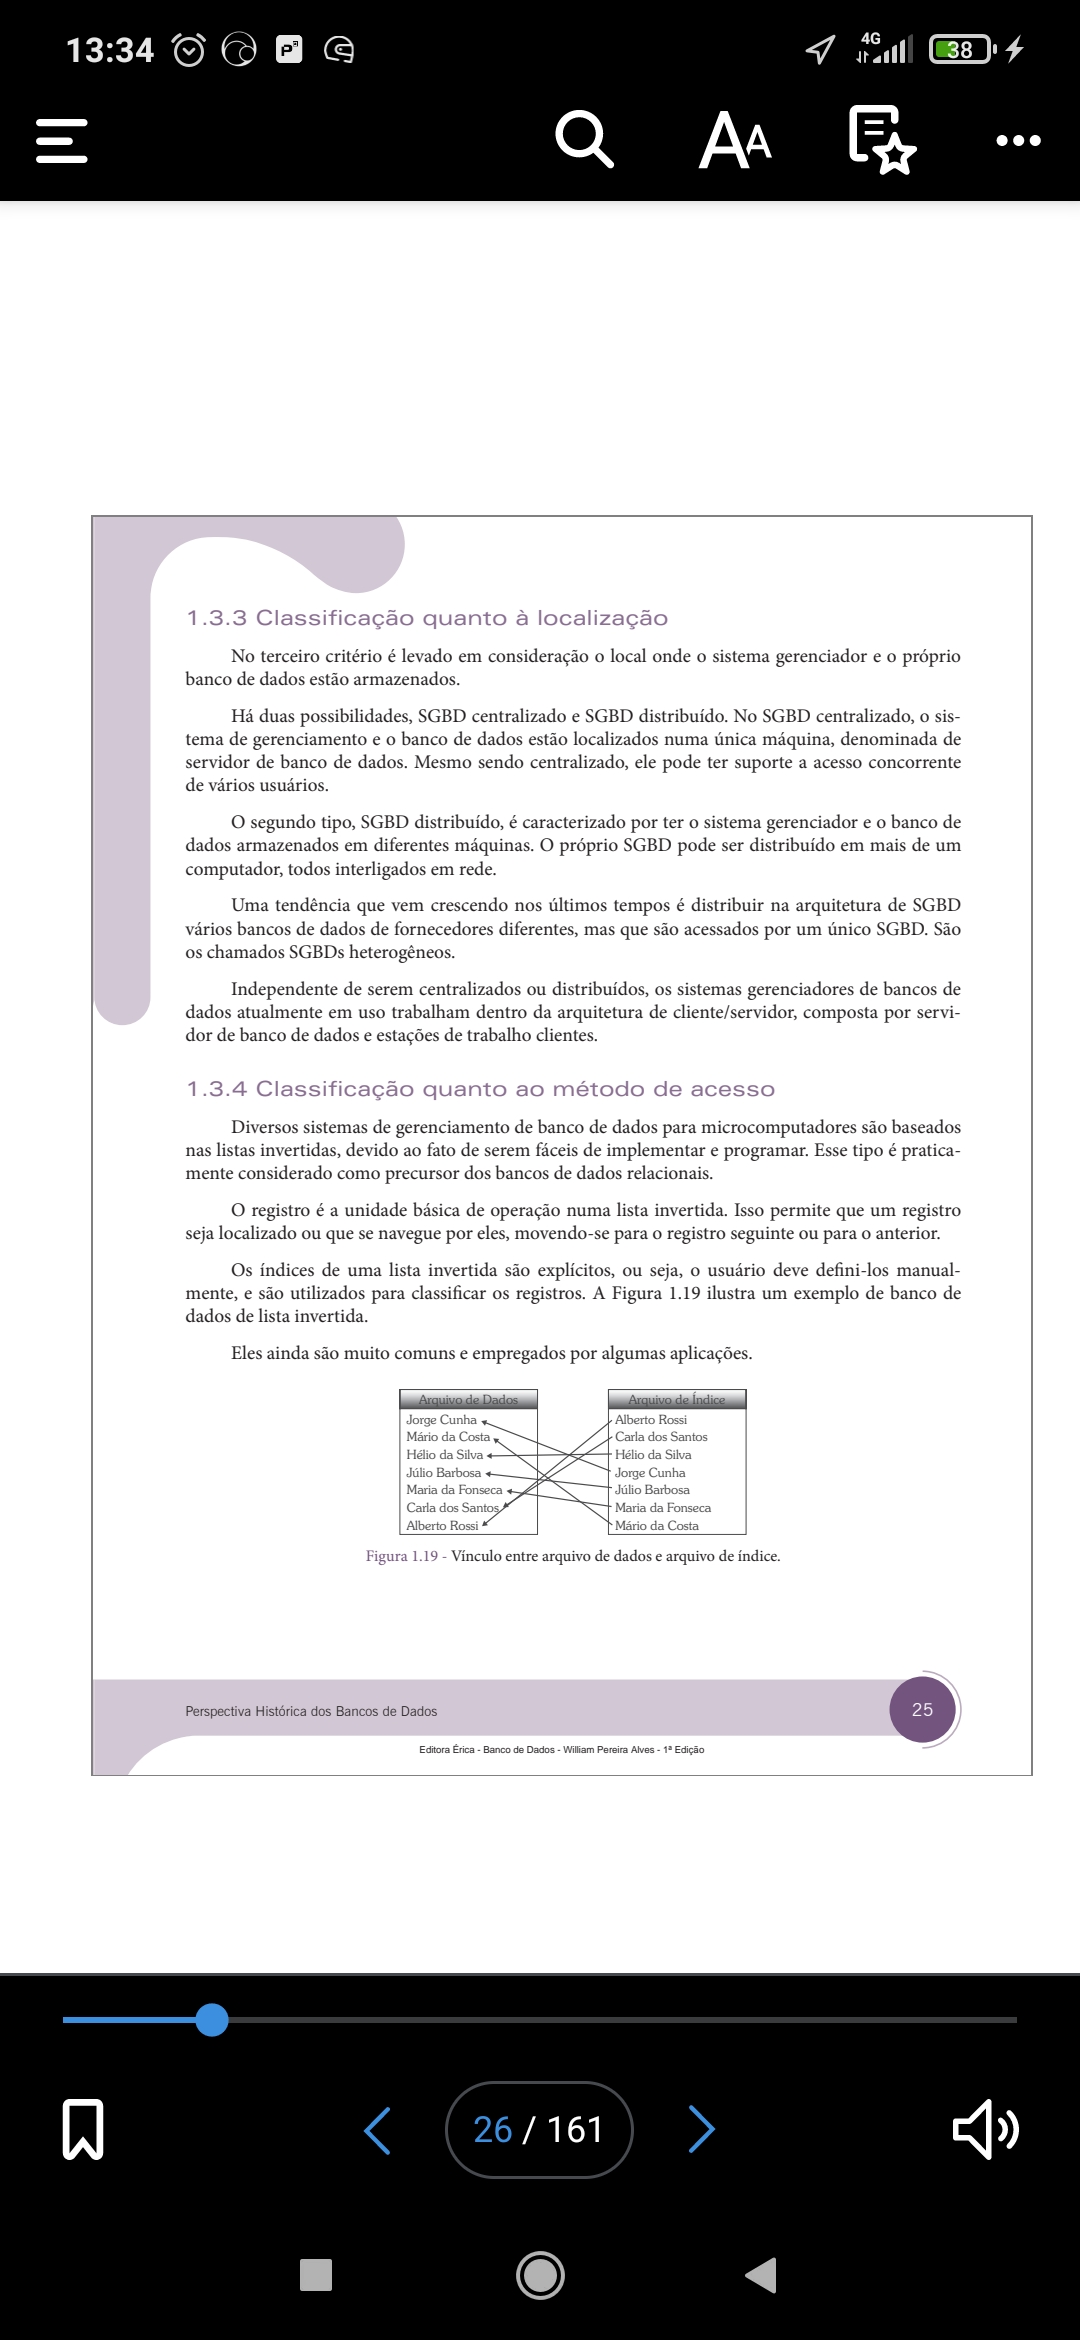 13:34
4G
38
AA
1.3.3 Classificação quanto à localização
No terceiro critério é levado em consideração o local onde o sistema gerenciador e o próprio
banco de dados estão armazenados.
Há duas possibilidades, SGBD centralizado e SGBD distribuído. No SGBD centralizado, o sis-
tema de gerenciamento e o banco de dados estão localizados numa única máquina, denominada de
servidor de banco de dados. Mesmo sendo centralizado, ele pode ter suporte a acesso concorrente
de vários usuários.
O segundo tipo, SGBD distribuído, é caracterizado por ter o sistema gerenciador e o banco de
dados armazenados em diferentes máquinas. O próprio SGBD pode ser distribuído em mais de um
computador, todos interligados em rede.
Uma tendência que vem crescendo nos últimos tempos é distribuir na arquitetura de SGBD
vários bancos de dados de fornecedores diferentes, mas que são acessados por um único SGBD. São
os chamados SGBDs heterogêneos.
Independente de serem centralizados ou distribuídos, os sistemas gerenciadores de bancos de
dados atualmente em uso trabalham dentro da arquitetura de cliente/servidor, composta por servi-
dor de banco de dados e estações de trabalho clientes.
1.3.4 Classificação quanto ao método de acesso
Diversos sistemas de gerenciamento de banco de dados para microcomputadores são baseados
nas listas invertidas, devido ao fato de serem fáceis de implementar e programar. Esse tipo é pratica-
mente considerado como precursor dos bancos de dados relacionais.
O registro é a unidade básica de operação numa lista invertida. Isso permite que um registro
seja localizado ou que se navegue por eles, movendo-se para o registro seguinte ou para o anterior.
Os índices de uma lista invertida são explícitos, ou seja, o usuário deve defini-los manual-
mente, e são utilizados para classificar os registros. A Figura 1.19 ilustra um exemplo de banco de
dados de lista invertida.
Eles ainda são muito comuns e empregados por algumas aplicações.
Arquivo de Dados
Jorge Cunha
Mário da Costa
Hélio da Silva
Júlio Barbosa
Maria da Fonseca
Carla dos Santos
Alberto Rossi
Arquivo de Índice
Alberto Rossi
Carla dos Santos
Hélio da Silva
Jorge Cunha
Júlio Barbosa
Maria da Fonseca
Mário da Costa
Figura 1.19 - Vínculo entre arquivo de dados e arquivo de índice.
Perspectiva Histórica dos Bancos de Dados
25
Editora Érica - Banco de Dados - William Pereira Alves - 1ª Edição
26 / 161